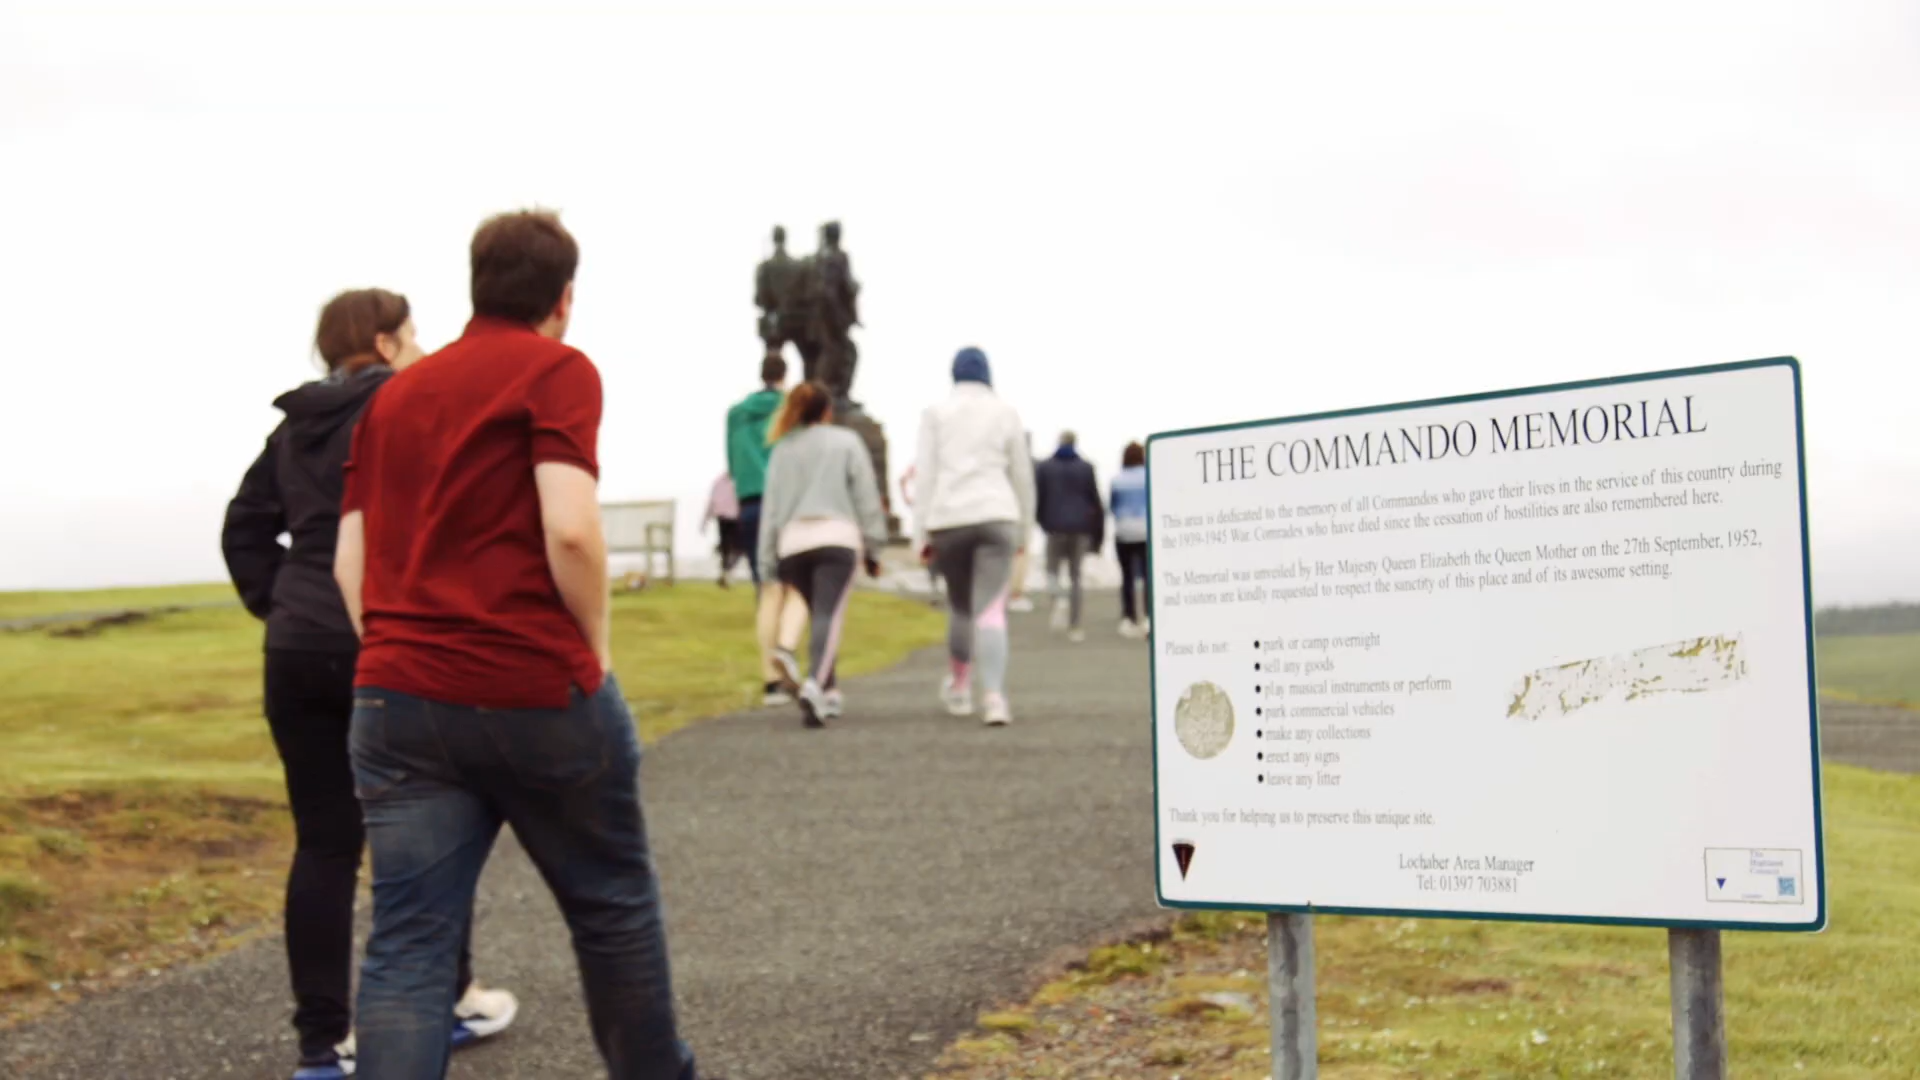 THE COMMANDO MEMORIAL
This area is dedicated to the memory of all Commandos who gave their lives in the service of this country during
the 1939-1945 War. Comrades who have died since the cessation of hostilities are also remembered here.
The Memorial was unveiled by Her Majesty Queen Elizabeth the Queen Mother on the 27th September, 1952,
and visitors are kindly requested to respect the sanctity of this place and of its awesome setting.
Please do not:
• park or camp overnight
• sell any goods
• play musical instruments or perform
• park commercial vehicles
• make any collections
• erect any signs
• leave any litter
Thank you for helping us to preserve this unique site.
Lochaber Area Manager
Tel: 01397 703881
The
Highland
Council